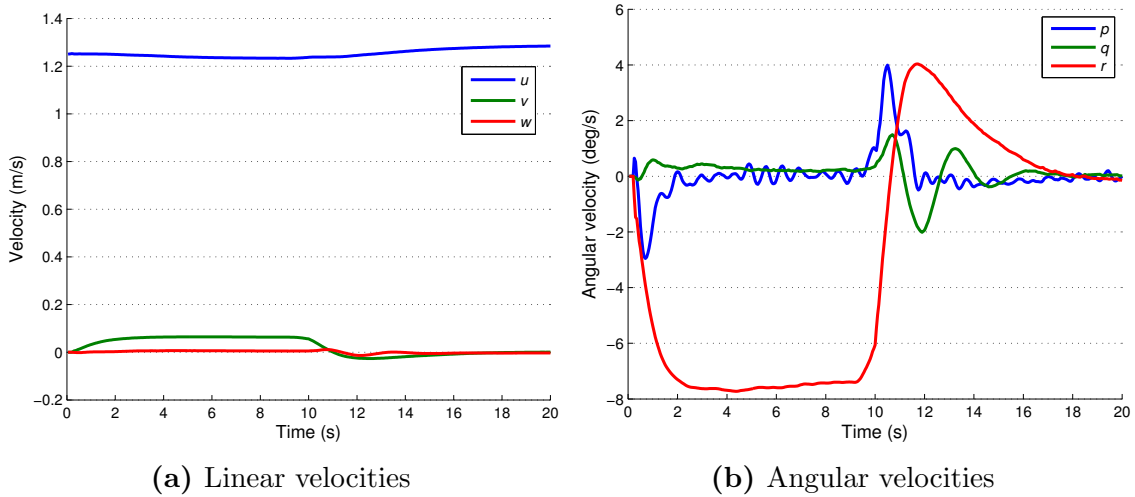 1.4
1.2
1
0.8
0.6
0.4
0.2
0
−0.2
Velocity (m/s)
u
v
w
0 2 4 6 8 10 12 14 16 18 20
Time (s)
(a) Linear velocities
6
4
2
0
−2
−4
−6
−8
Angular velocity (deg/s)
p
q
r
0 2 4 6 8 10 12 14 16 18 20
Time (s)
(b) Angular velocities